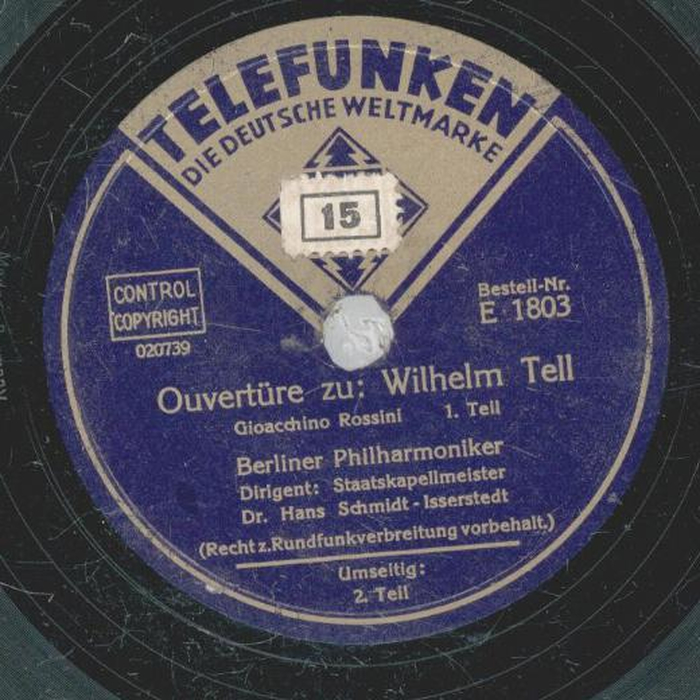 TELEFUNKEN
DIE DEUTSCHE WELTMARKE
15
CONTROL
COPYRIGHT
020739
Bestell-Nr.
E 1803
Ouvertüre zu: Wilhelm Tell
Gioacchino Rossini 1. Teil
Berliner Philharmoniker
Dirigent: Staatskapellmeister
Dr. Hans Schmidt-Isserstedt
(Recht z. Rundfunkverbreitung vorbehalt.)
Umseitig:
2. Teil